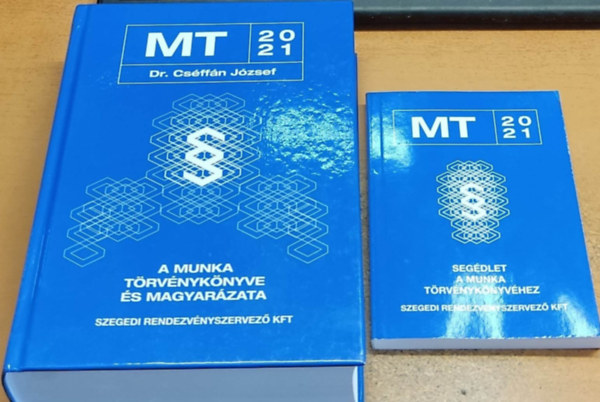 MT 20
21
Dr. Cséffán József
§
A MUNKA
TÖRVÉNYKÖNYVE
ÉS MAGYARÁZATA
SZEGEDI RENDEZVÉNYSZERVEZŐ KFT
MT 20
21
§
SEGÉDLET
A MUNKA
TÖRVÉNYKÖNYVÉHEZ
SZEGEDI RENDEZVÉNYSZERVEZŐ KFT